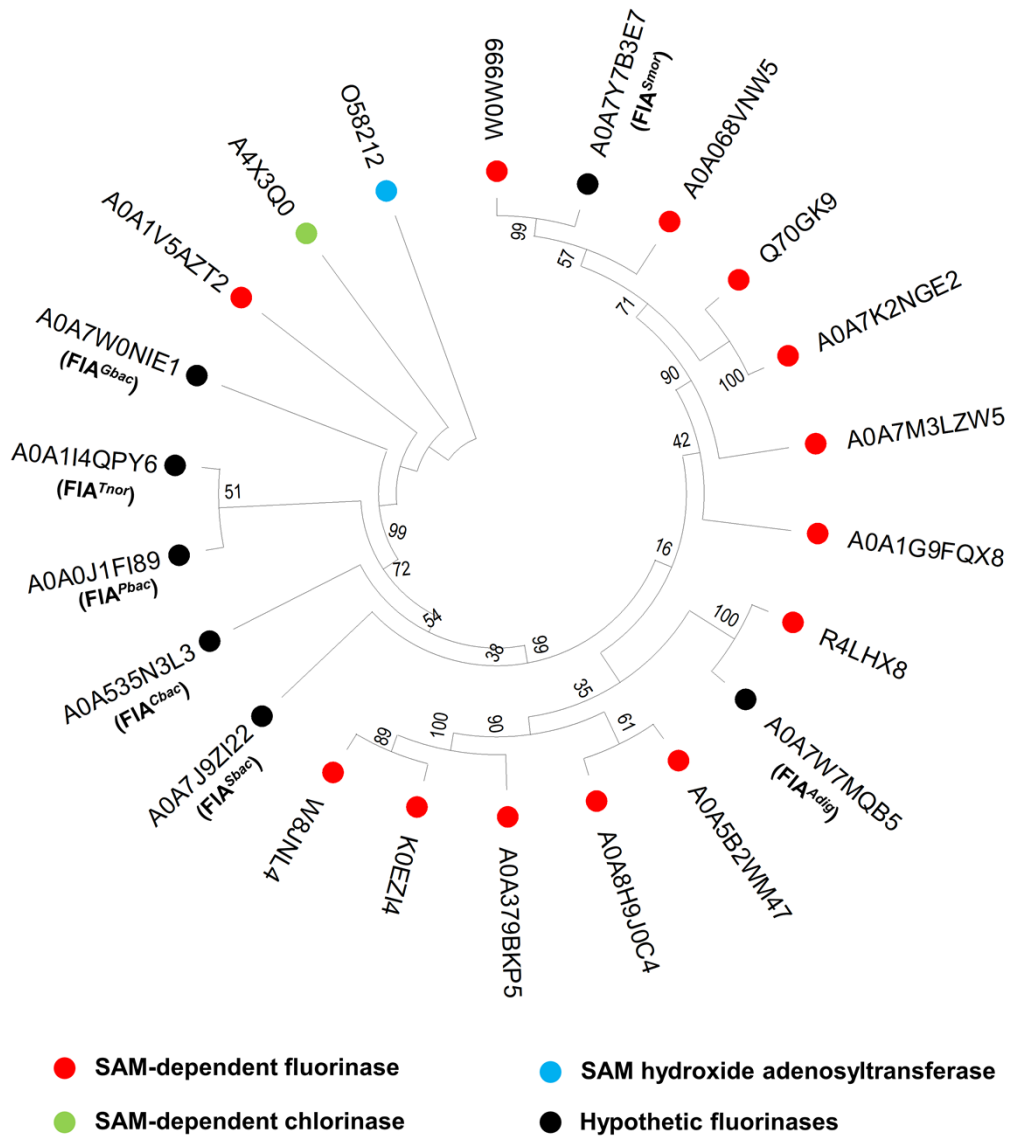 W0W999
A0A7Y7B3E7
(FIA^Smor)
A0A068VNW5
Q70GK9
A0A7K2NGE2
A0A7M3LZW5
A0A1G9FQX8
R4LHX8
A0A7W7MQB5
(FIA^Adig)
A0A5B2WM47
A0A8H9J0C4
A0A379BKP5
K0EZI4
W8JNL4
A0A7J9ZI22
(FIA^Sbac)
A0A535N3L3
(FIA^Cbac)
A0A0J1FI89
(FIA^Pbac)
A0A1I4QPY6
(FIA^Tnor)
A0A7W0NIE1
(FIA^Gbac)
A0A1V5AZT2
A4X3Q0
O58212
99
57
71
100
90
42
16
100
35
61
90
100
89
99
38
54
72
99
51
SAM-dependent fluorinase
SAM hydroxide adenosyltransferase
SAM-dependent chlorinase
Hypothetic fluorinases